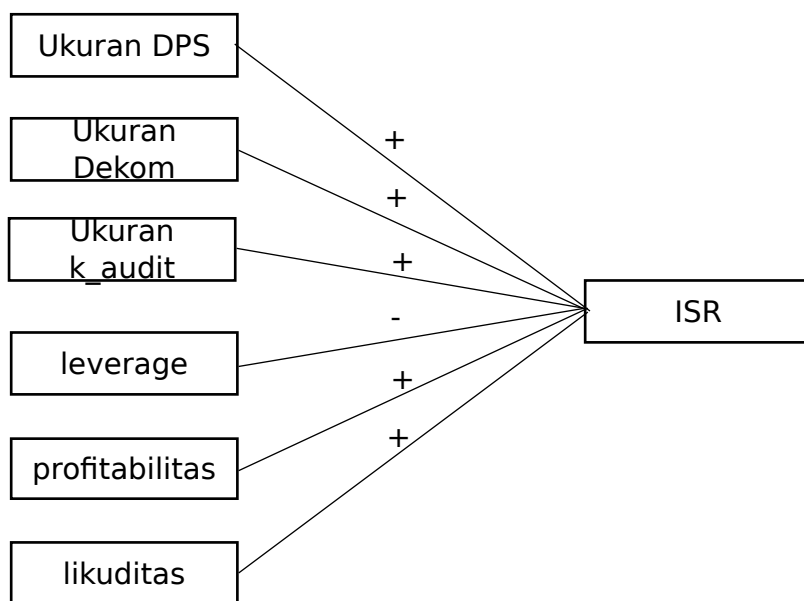 Ukuran DPS
+
Ukuran
Dekom
+
Ukuran
k_audit
+
ISR
-
leverage
+
profitabilitas
+
likuditas